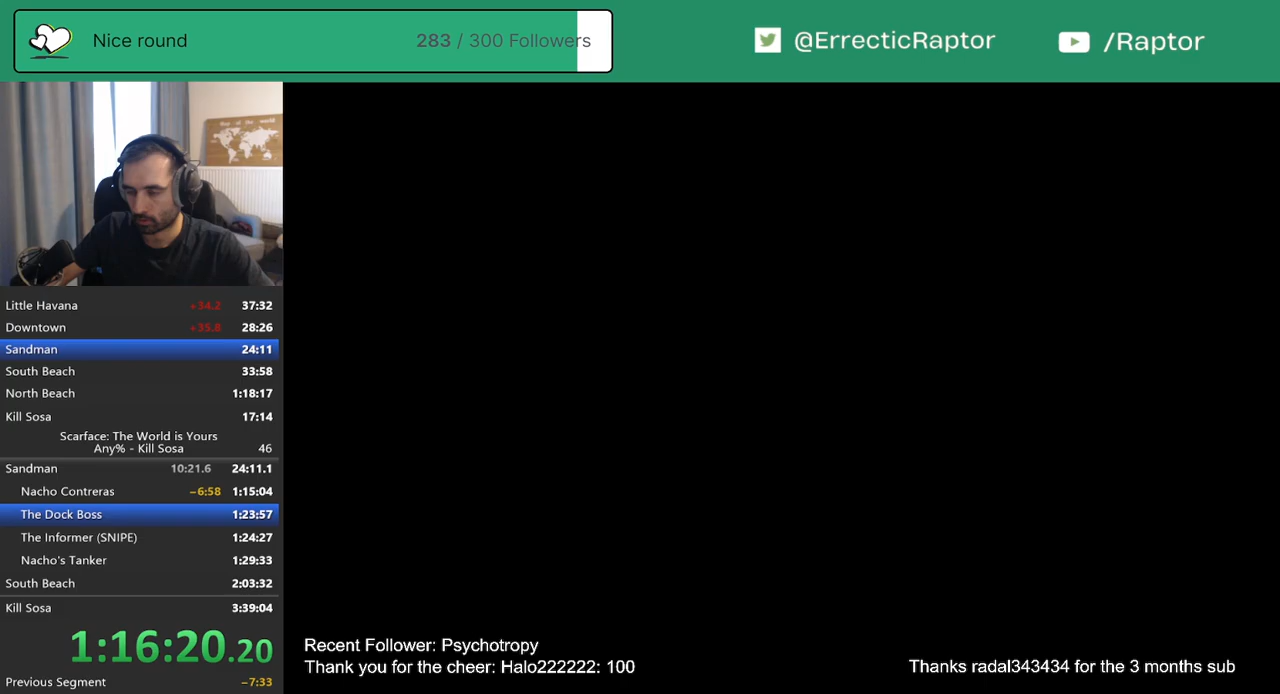 Nice round
283 / 300 Followers
@ErrecticRaptor
/Raptor
Little Havana +34.2 37:32
Downtown +35.8 28:26
Sandman 24:11
South Beach 33:58
North Beach 1:18:17
Kill Sosa 17:14
Scarface: The World is Yours
Any% - Kill Sosa 46
Sandman 10:21.6 24:11.1
Nacho Contreras −6:58 1:15:04
The Dock Boss 1:23:57
The Informer (SNIPE) 1:24:27
Nacho's Tanker 1:29:33
South Beach 2:03:32
Kill Sosa 3:39:04
1:16:20.20
Previous Segment −7:33
Recent Follower: Psychotropy
Thank you for the cheer: Halo222222: 100
Thanks radal343434 for the 3 months sub